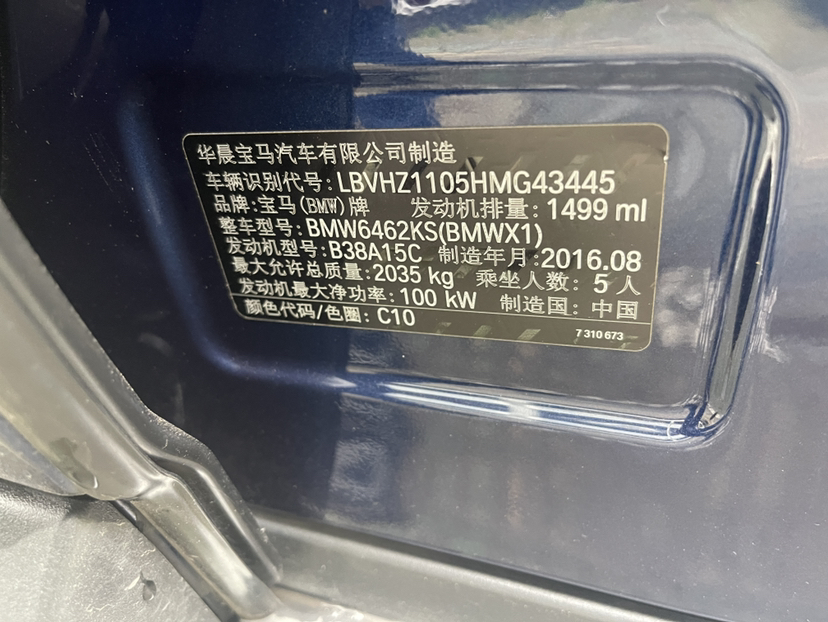 华晨宝马汽车有限公司制造
车辆识别代号: LBVHZ1105HMG43445
品牌: 宝马(BMW)牌 发动机排量: 1499 ml
整车型号: BMW6462KS(BMWX1)
发动机型号: B38A15C 制造年月: 2016.08
最大允许总质量: 2035 kg 乘坐人数: 5 人
发动机最大净功率: 100 kW 制造国: 中国
颜色代码/色圈: C10
7 310 673